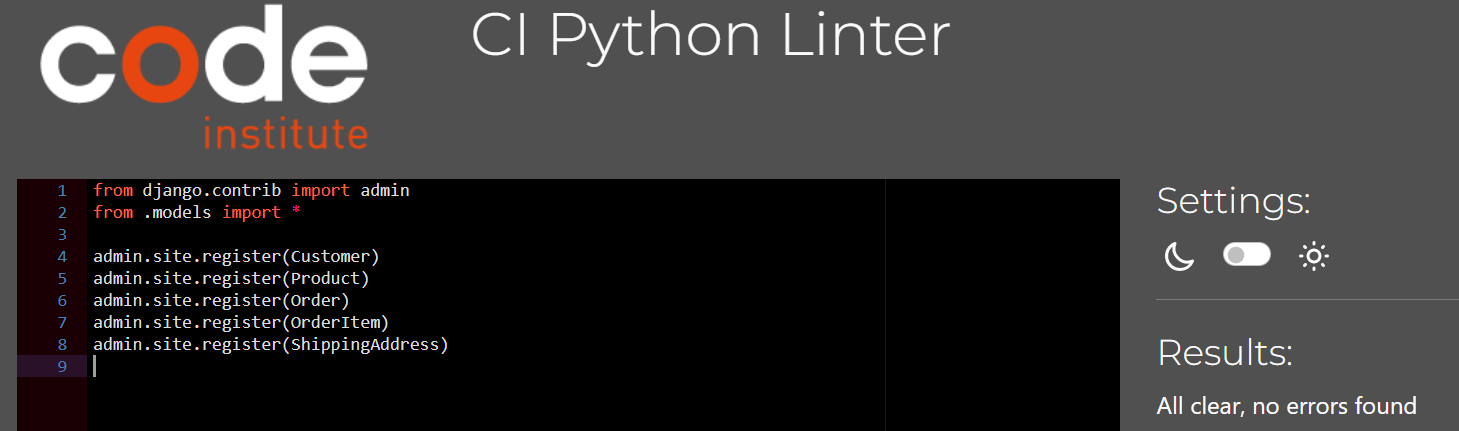 code
institute
CI Python Linter
1 from django.contrib import admin
2 from .models import *
3
4 admin.site.register(Customer)
5 admin.site.register(Product)
6 admin.site.register(Order)
7 admin.site.register(OrderItem)
8 admin.site.register(ShippingAddress)
9
Settings:
Results:
All clear, no errors found